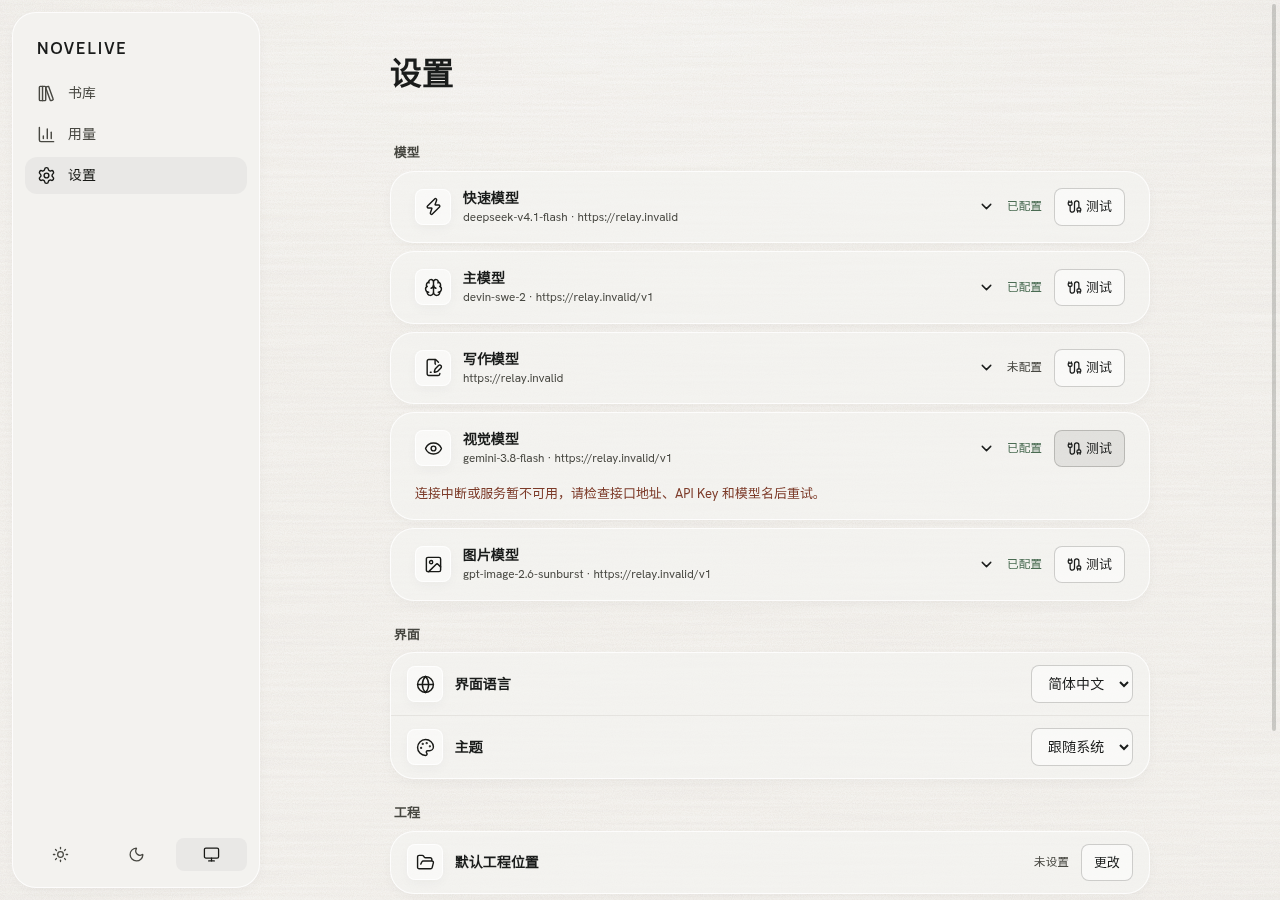 NOVELIVE
书库
用量
设置
设置
模型
快速模型
deepseek-v4.1-flash · https://relay.invalid
已配置
测试
主模型
devin-swe-2 · https://relay.invalid/v1
已配置
测试
写作模型
https://relay.invalid
未配置
测试
视觉模型
gemini-3.8-flash · https://relay.invalid/v1
已配置
测试
连接中断或服务暂不可用，请检查接口地址、API Key 和模型名后重试。
图片模型
gpt-image-2.6-sunburst · https://relay.invalid/v1
已配置
测试
界面
界面语言
简体中文
主题
跟随系统
工程
默认工程位置
未设置
更改